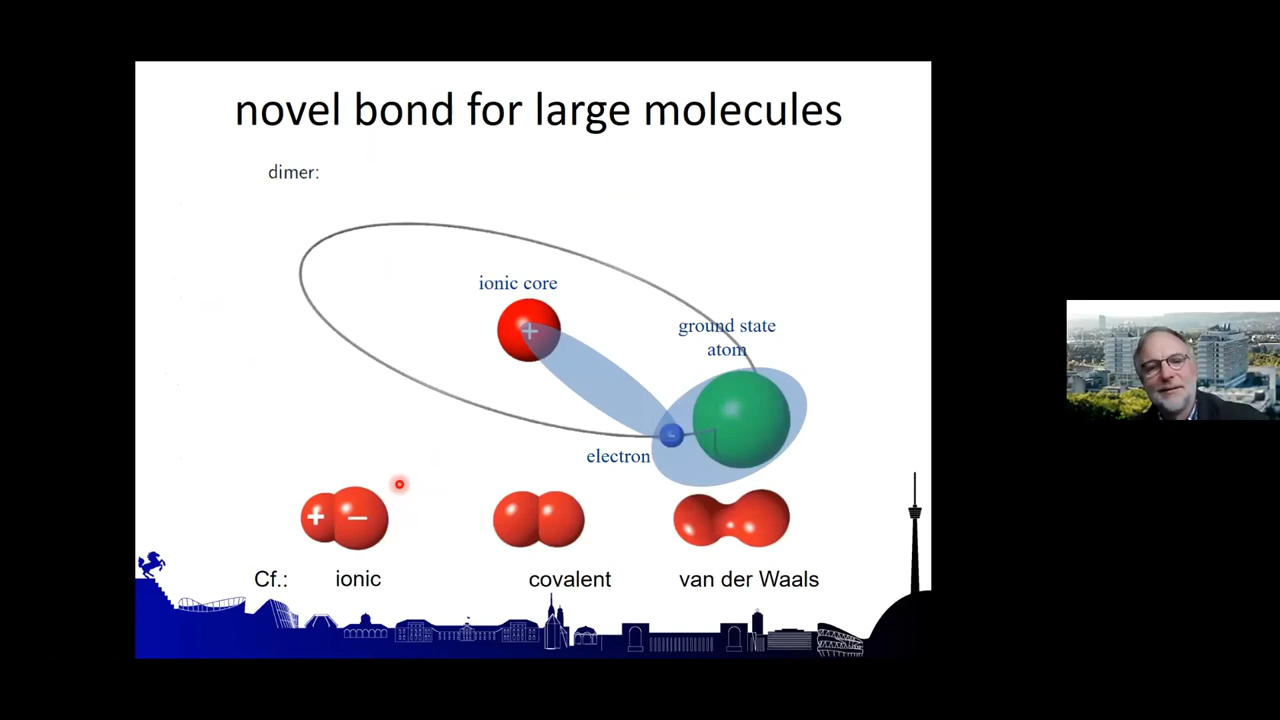 novel bond for large molecules
dimer:
ionic core
+
ground state
atom
-
electron
+ −
Cf.: ionic covalent van der Waals